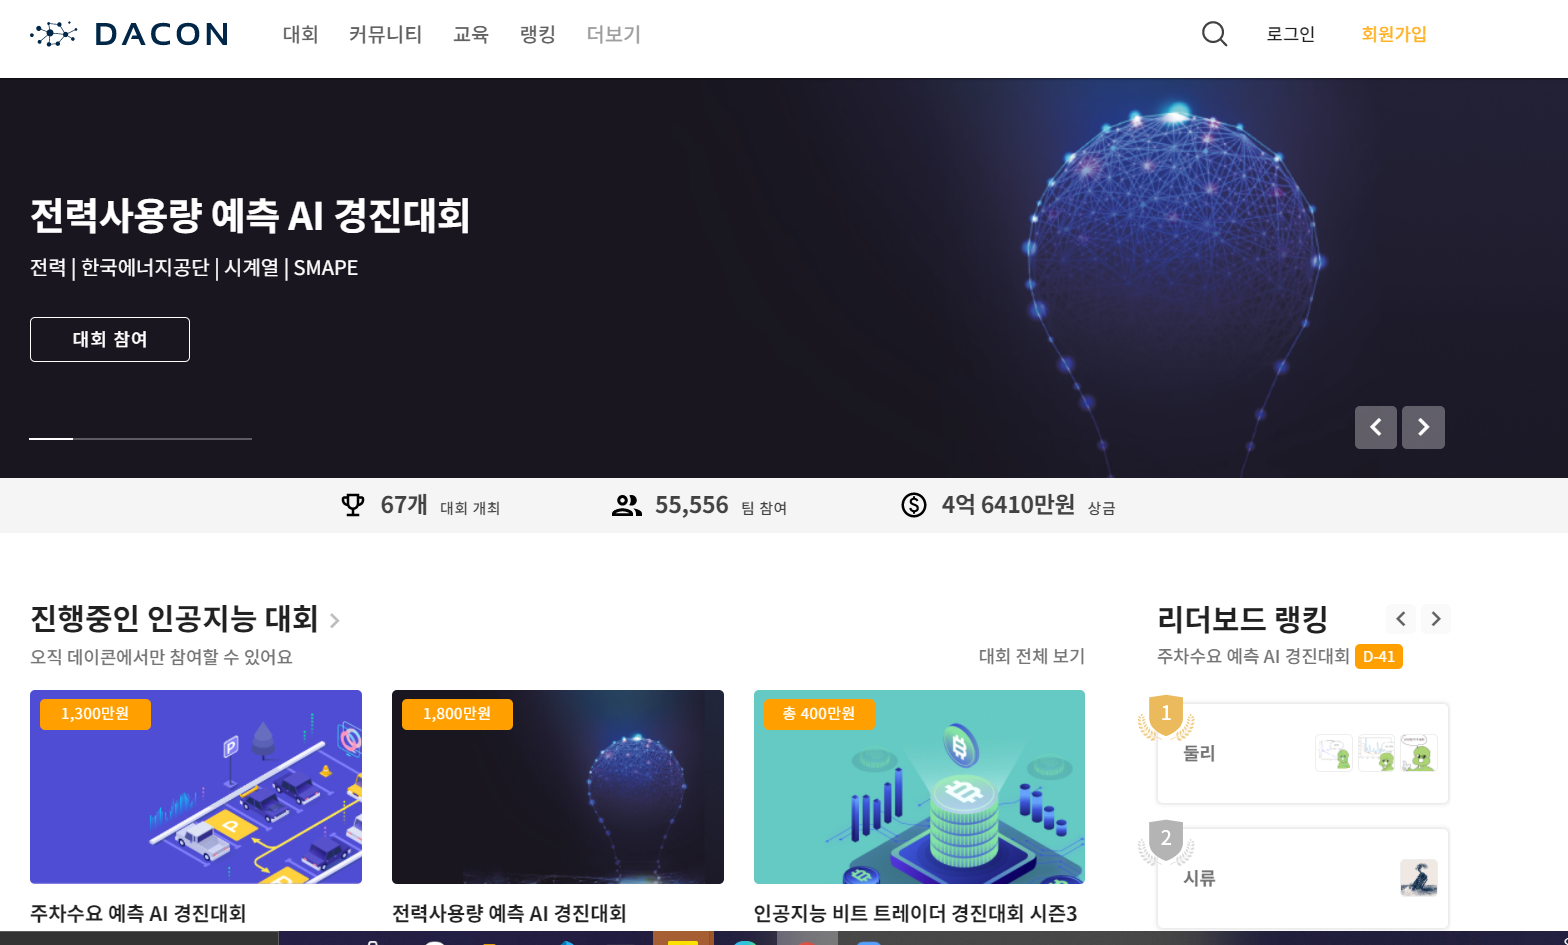 DACON 대회 커뮤니티 교육 랭킹 더보기 로그인 회원가입
전력사용량 예측 AI 경진대회
전력 | 한국에너지공단 | 시계열 | SMAPE
대회 참여
67개 대회 개최 55,556 팀 참여 4억 6410만원 상금
진행중인 인공지능 대회
오직 데이콘에서만 참여할 수 있어요
대회 전체 보기
1,300만원
1,800만원
총 400만원
P
P
주차수요 예측 AI 경진대회
전력사용량 예측 AI 경진대회
인공지능 비트 트레이더 경진대회 시즌3
리더보드 랭킹
주차수요 예측 AI 경진대회 D-41
1
둘리
2
시류